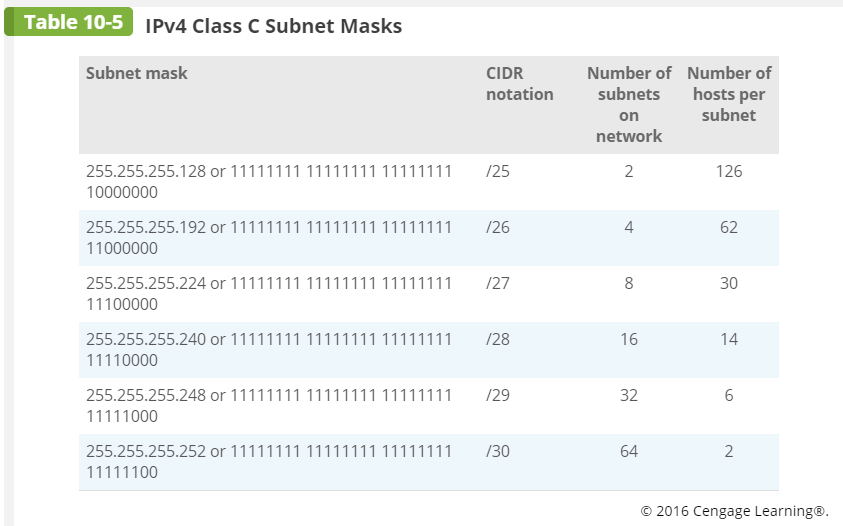 Table 10-5 IPv4 Class C Subnet Masks
Subnet mask CIDR Number of Number of
notation subnets hosts per
on subnet
network
255.255.255.128 or 11111111 11111111 11111111 /25 2 126
10000000
255.255.255.192 or 11111111 11111111 11111111 /26 4 62
11000000
255.255.255.224 or 11111111 11111111 11111111 /27 8 30
11100000
255.255.255.240 or 11111111 11111111 11111111 /28 16 14
11110000
255.255.255.248 or 11111111 11111111 11111111 /29 32 6
11111000
255.255.255.252 or 11111111 11111111 11111111 /30 64 2
11111100
© 2016 Cengage Learning®.